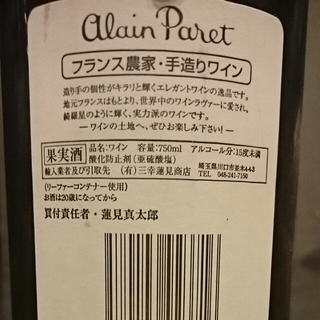 Alain Paret
フランス農家・手造りワイン
造り手の個性がキラリと輝くエレガントワインの逸品です。
地元フランスはもとより、世界中のワインラヴァーに愛され、
綺羅星のように輝く、実力派のワインです。
ーワインの土地へ、ぜひお楽しみ下さい!ー
果実酒
品名:ワイン 容量:750ml アルコール分:15度未満
酸化防止剤(亜硫酸塩)
輸入業者及び引取先 (有)三幸蓮見商店 埼玉県川口市並木4-4-3
048-241-7150
(リーファーコンテナー使用)
お酒は20歳になってから
買付責任者・蓮見真太郎